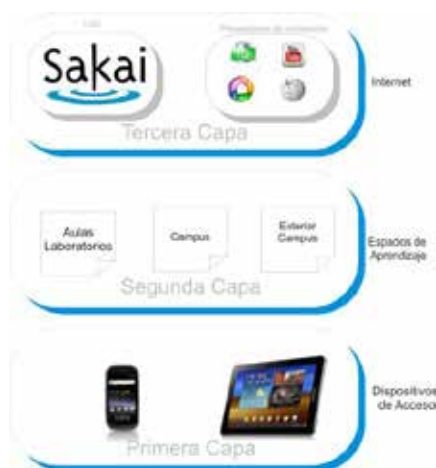 Sakai
Internet
Tercera Capa
Aulas
Laboratorios
Campus
Exterior
Campus
Espacios de
Aprendizaje
Segunda Capa
Dispositivos
de Acceso
Primera Capa